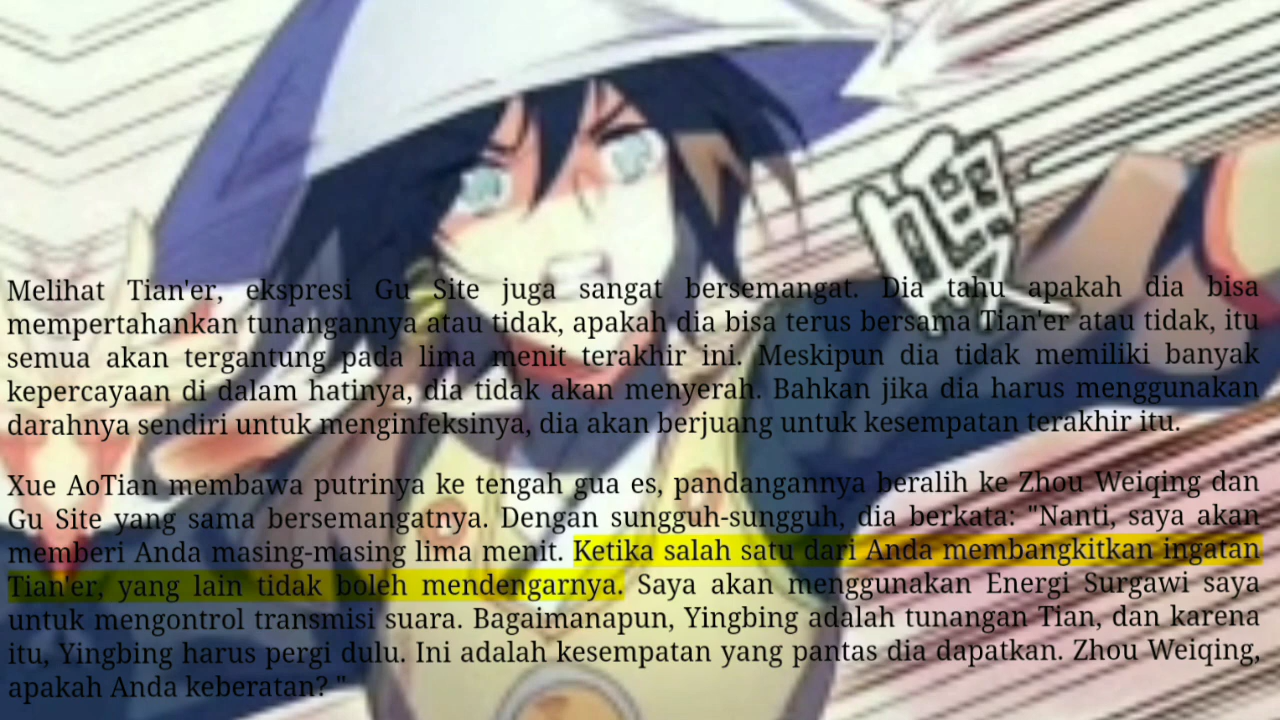 Melihat Tian'er, ekspresi Gu Site juga sangat bersemangat. Dia tahu apakah dia bisa
mempertahankan tunangannya atau tidak, apakah dia bisa terus bersama Tian'er atau tidak, itu
semua akan tergantung pada lima menit terakhir ini. Meskipun dia tidak memiliki banyak
kepercayaan di dalam hatinya, dia tidak akan menyerah. Bahkan jika dia harus menggunakan
darahnya sendiri untuk menginfeksinya, dia akan berjuang untuk kesempatan terakhir itu.
Xue AoTian membawa putrinya ke tengah gua es, pandangannya beralih ke Zhou Weiqing dan
Gu Site yang sama bersemangatnya. Dengan sungguh-sungguh, dia berkata: "Nanti, saya akan
memberi Anda masing-masing lima menit. Ketika salah satu dari Anda membangkitkan ingatan
Tian'er, yang lain tidak boleh mendengarnya. Saya akan menggunakan Energi Surgawi saya
untuk mengontrol transmisi suara. Bagaimanapun, Yingbing adalah tunangan Tian, dan karena
itu, Yingbing harus pergi dulu. Ini adalah kesempatan yang pantas dia dapatkan. Zhou Weiqing,
apakah Anda keberatan? "